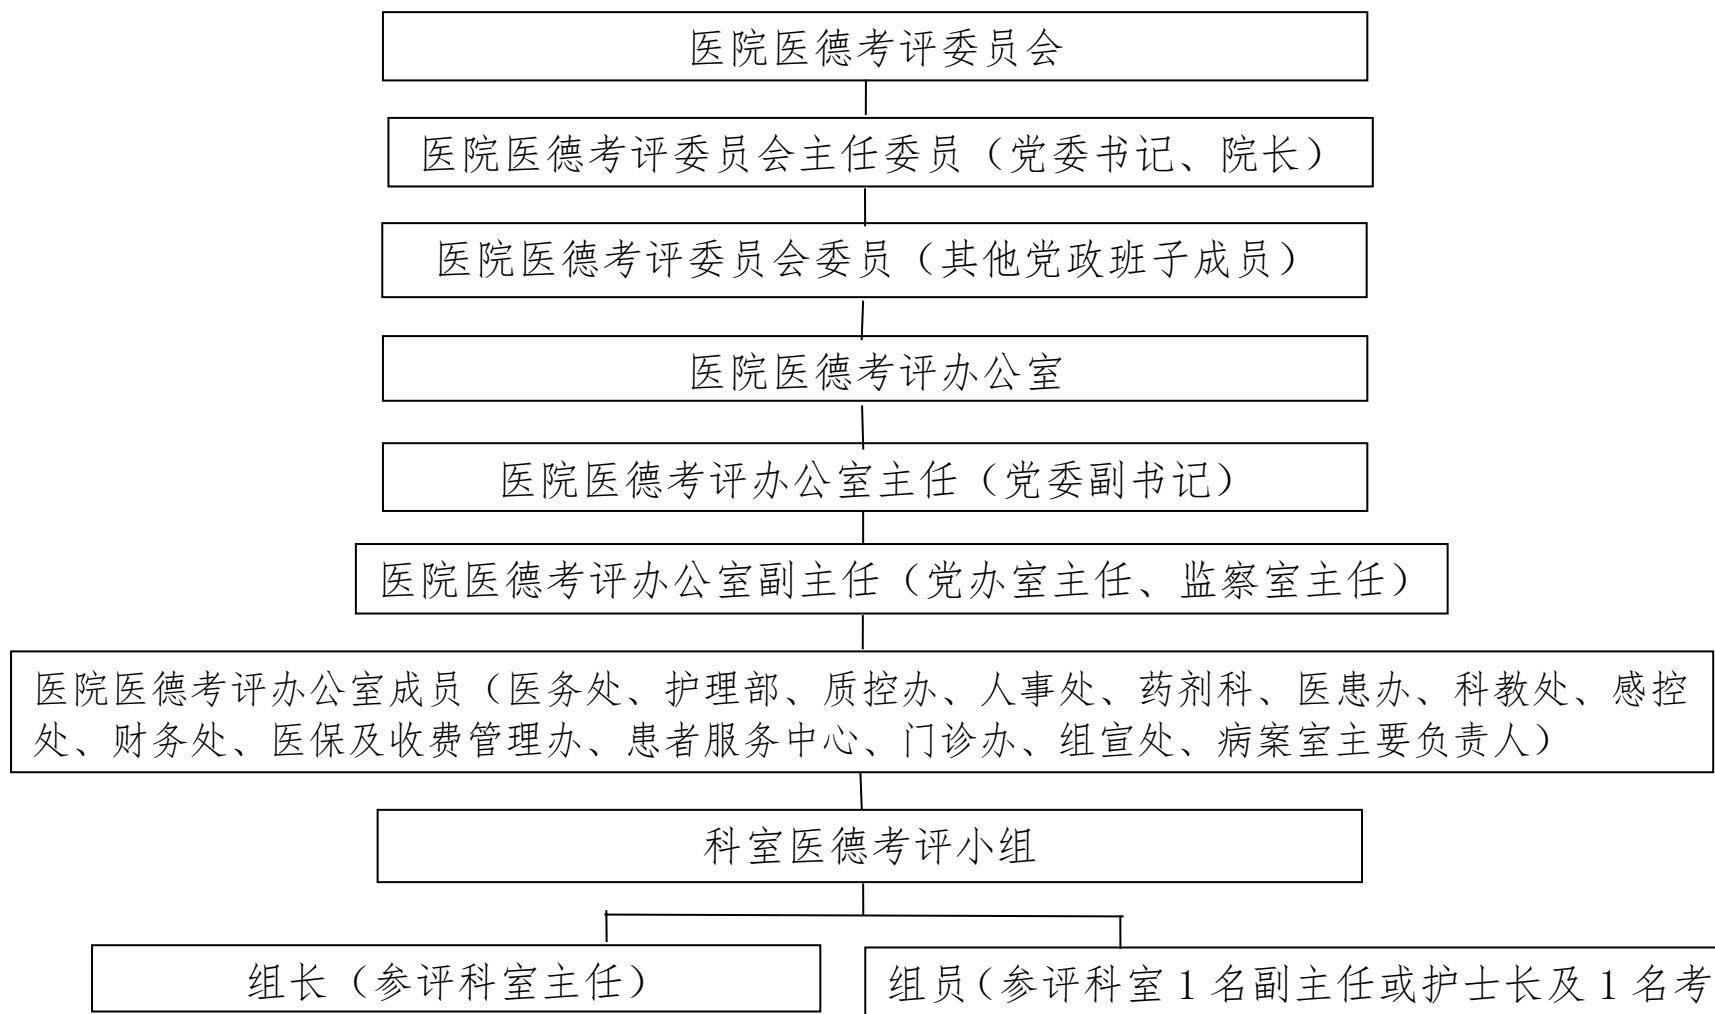 医院医德考评委员会
医院医德考评委员会主任委员（党委书记、院长）
医院医德考评委员会委员（其他党政班子成员）
医院医德考评办公室
医院医德考评办公室主任（党委副书记）
医院医德考评办公室副主任（党办室主任、监察室主任）
医院医德考评办公室成员（医务处、护理部、质控办、人事处、药剂科、医患办、科教处、感控
处、财务处、医保及收费管理办、患者服务中心、门诊办、组宣处、病案室主要负责人）
科室医德考评小组
组长（参评科室主任）
组员（参评科室 1 名副主任或护士长及 1 名考